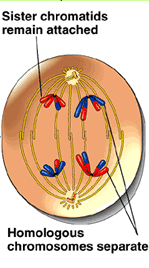 Sister chromatids
remain attached
Homologous
chromosomes separate